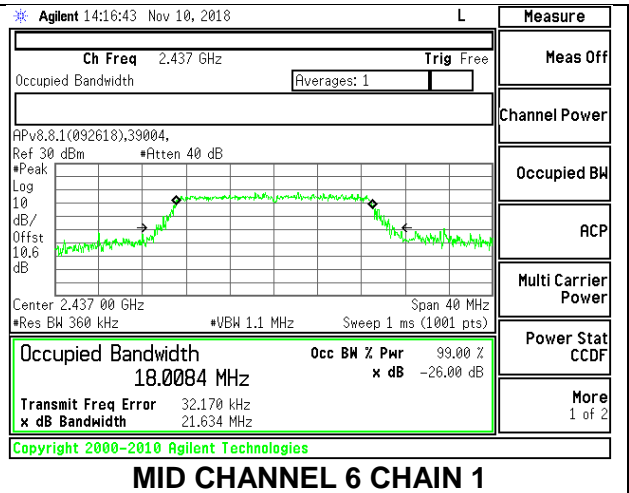 Agilent 14:16:43 Nov 10, 2018 L
Measure
Ch Freq 2.437 GHz Trig Free
Occupied Bandwidth Averages: 1
APv8.8.1(092618),39004,
Ref 30 dBm #Atten 40 dB
#Peak
Log
10
dB/
Offst
10.6
dB
Center 2.437 00 GHz Span 40 MHz
#Res BW 360 kHz #VBW 1.1 MHz Sweep 1 ms (1001 pts)
Occupied Bandwidth Occ BW % Pwr 99.00 %
18.0084 MHz x dB -26.00 dB
Transmit Freq Error 32.170 kHz
x dB Bandwidth 21.634 MHz
Copyright 2000-2010 Agilent Technologies
Meas Off
Channel Power
Occupied BW
ACP
Multi Carrier
Power
Power Stat
CCDF
More
1 of 2
MID CHANNEL 6 CHAIN 1